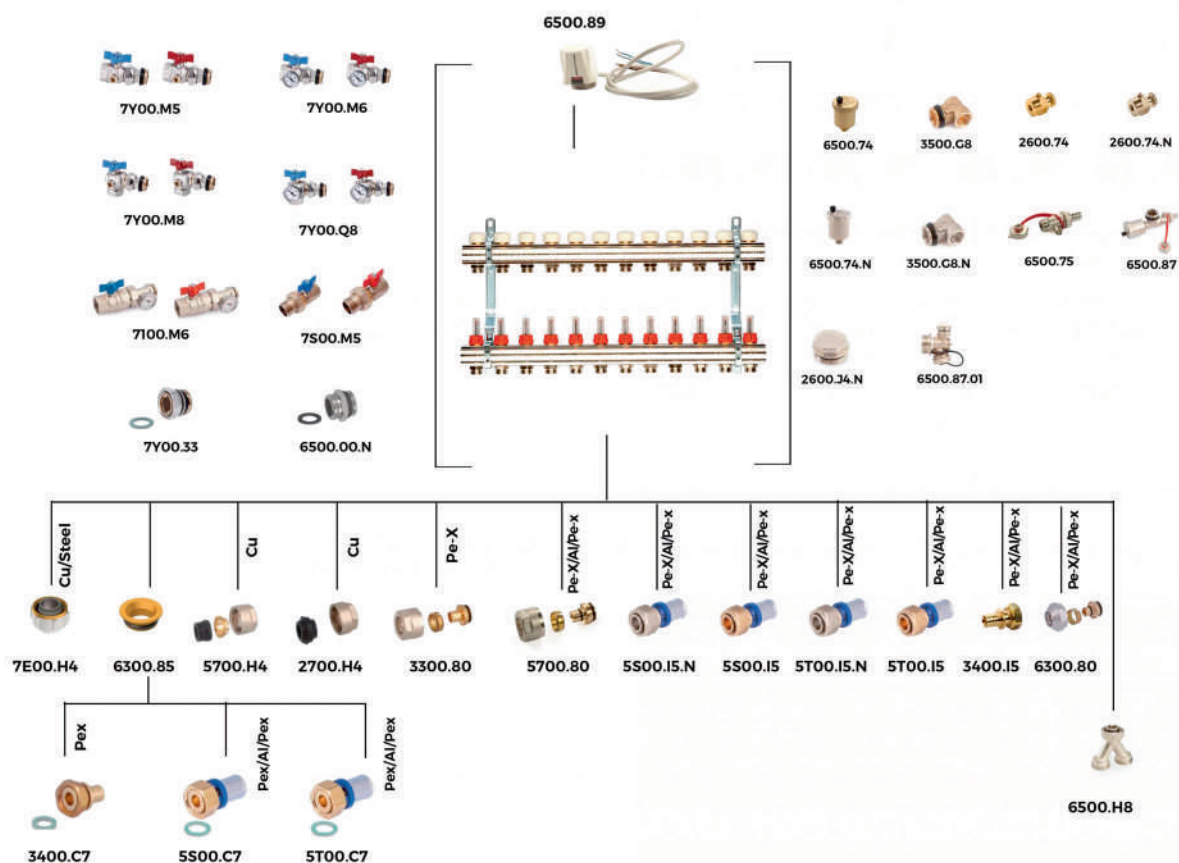 6500.89
7Y00.M5
7Y00.M6
7Y00.M8
7Y00.Q8
7100.M6
7S00.M5
7Y00.33
6500.00.N
6500.74
3500.G8
2600.74
2600.74.N
6500.74.N
3500.G8.N
6500.75
6500.87
2600.J4.N
6500.87.01
Cu/Steel
Cu
Cu
Pe-X
Pe-X/Al/Pe-x
Pe-X/Al/Pe-x
Pe-X/Al/Pe-x
Pe-X/Al/Pe-x
Pe-X/Al/Pe-x
Pe-X/Al/Pe-x
Pe-X/Al/Pe-x
7E00.H4
6300.85
5700.H4
2700.H4
3300.80
5700.80
5S00.I5.N
5S00.I5
5T00.I5.N
5T00.I5
3400.I5
6300.80
Pex
Pex/Al/Pex
Pex/Al/Pex
3400.C7
5S00.C7
5T00.C7
6500.H8